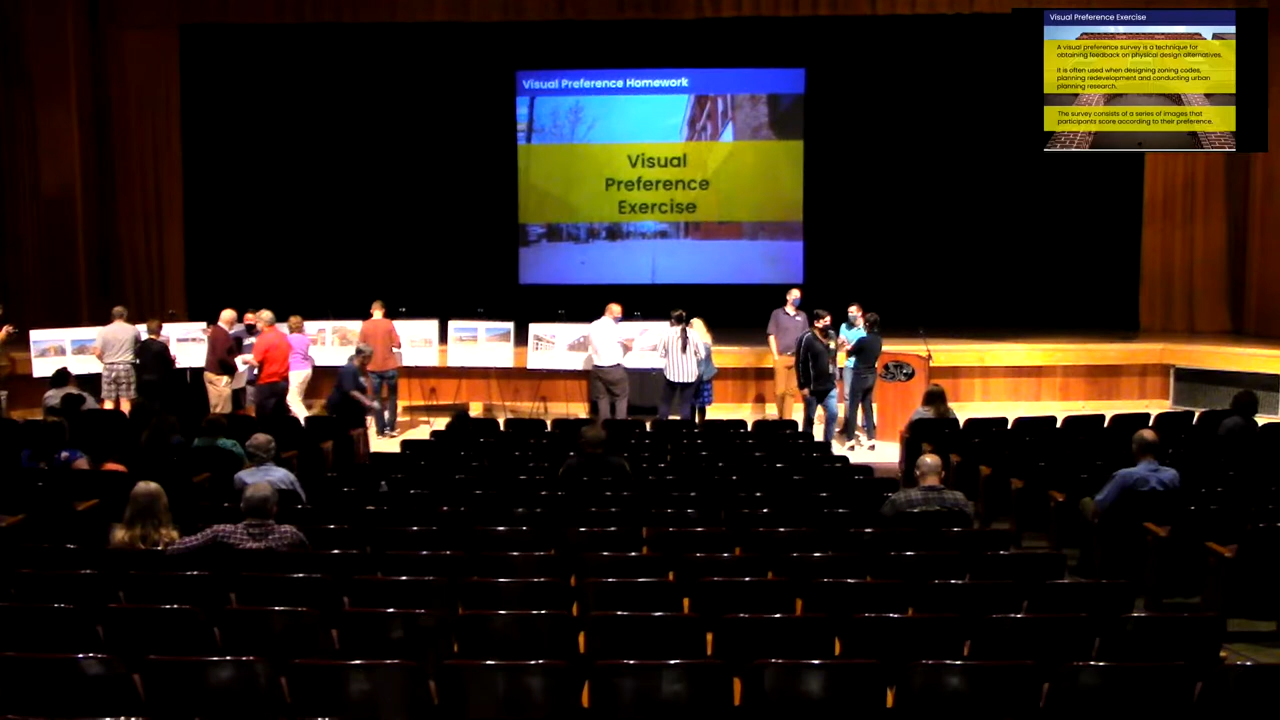 Visual Preference Homework
Visual
Preference
Exercise
Visual Preference Exercise
A visual preference survey is a technique for
obtaining feedback on physical design alternatives.
It is often used when designing zoning codes,
planning redevelopment and conducting urban
planning research.
The survey consists of a series of images that
participants score according to their preference.